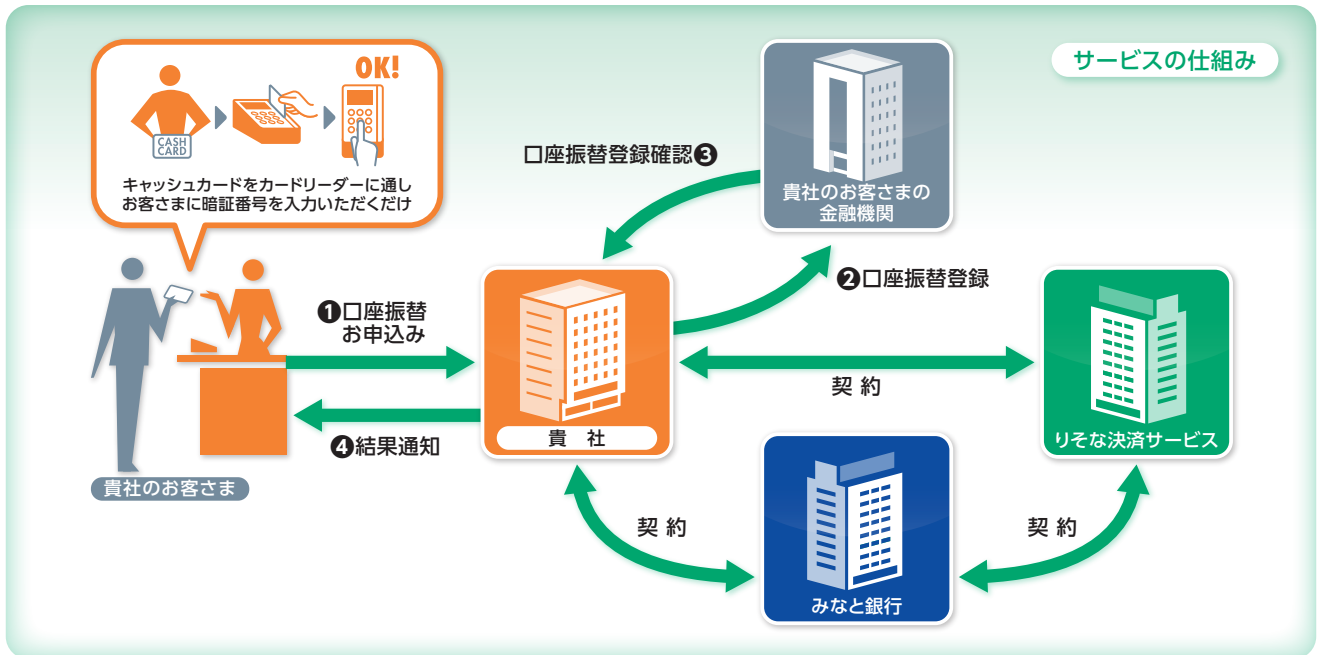 サービスの仕組み
OK!
CASH
CARD
キャッシュカードをカードリーダーに通し
お客さまに暗証番号を入力いただくだけ
口座振替登録確認❸
貴社のお客さまの
金融機関
❷口座振替登録
❶口座振替
お申込み
契 約
貴 社
りそな決済サービス
❹結果通知
貴社のお客さま
契 約
契 約
みなと銀行